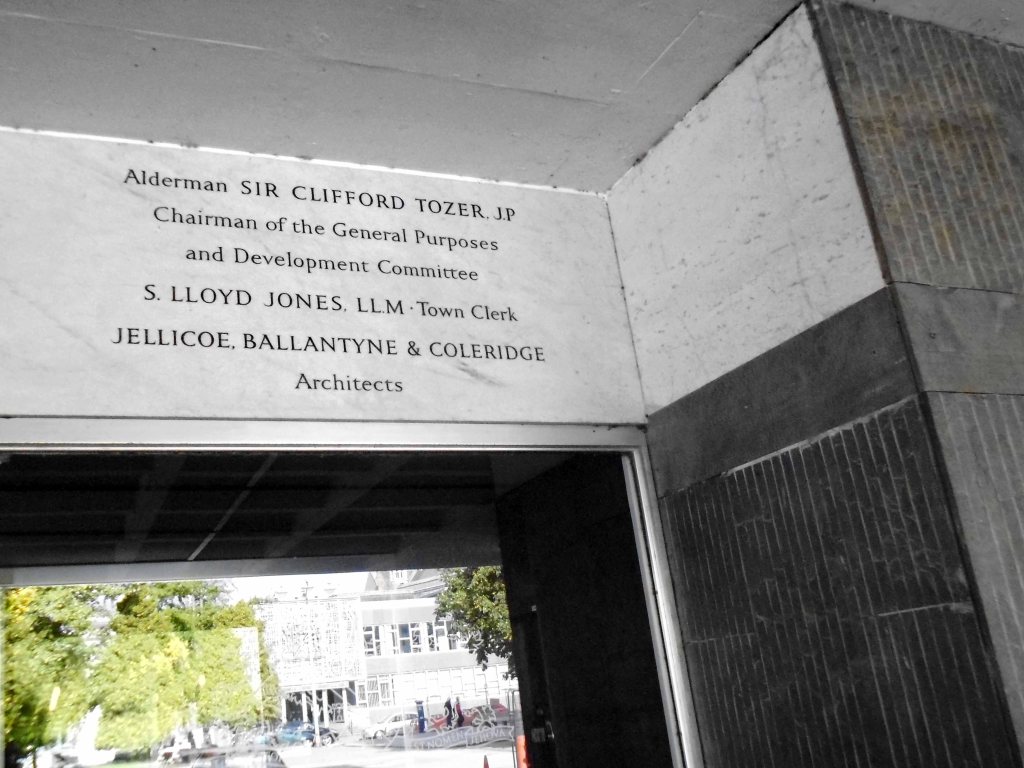 Alderman SIR CLIFFORD TOZER, J.P
Chairman of the General Purposes
and Development Committee
S. LLOYD JONES, LL.M · Town Clerk
JELLICOE, BALLANTYNE & COLERIDGE
Architects